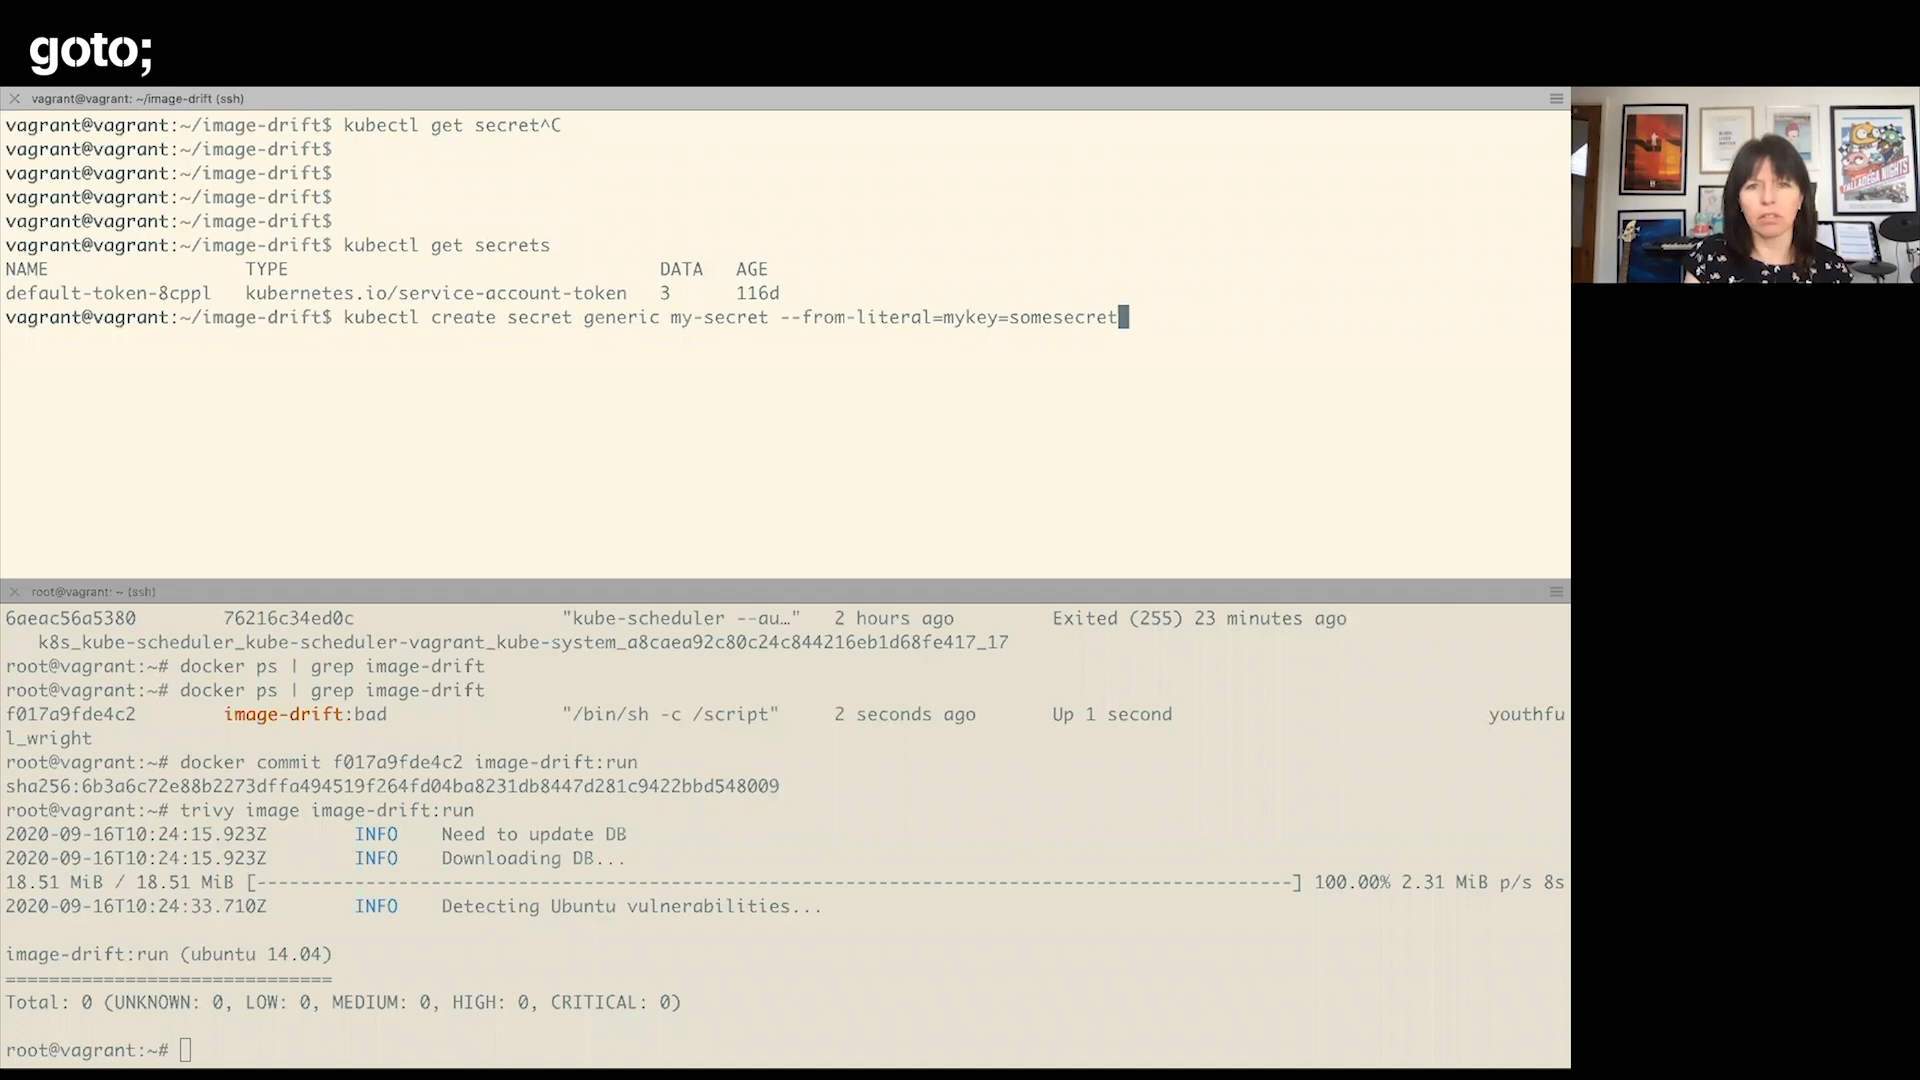 goto;
vagrant@vagrant: ~/image-drift (ssh)
vagrant@vagrant:~/image-drift$ kubectl get secret^C
vagrant@vagrant:~/image-drift$
vagrant@vagrant:~/image-drift$
vagrant@vagrant:~/image-drift$
vagrant@vagrant:~/image-drift$
vagrant@vagrant:~/image-drift$ kubectl get secrets
NAME TYPE DATA AGE
default-token-8cppl kubernetes.io/service-account-token 3 116d
vagrant@vagrant:~/image-drift$ kubectl create secret generic my-secret --from-literal=mykey=somesecret
TALLADEGA NIGHTS
root@vagrant: ~ (ssh)
6aeac56a5380 76216c34ed0c "kube-scheduler --au…" 2 hours ago Exited (255) 23 minutes ago
k8s_kube-scheduler_kube-scheduler-vagrant_kube-system_a8caea92c80c24c844216eb1d68fe417_17
root@vagrant:~# docker ps | grep image-drift
root@vagrant:~# docker ps | grep image-drift
f017a9fde4c2 image-drift:bad "/bin/sh -c /script" 2 seconds ago Up 1 second youthfu
l_wright
root@vagrant:~# docker commit f017a9fde4c2 image-drift:run
sha256:6b3a6c72e88b2273dffa494519f264fd04ba8231db8447d281c9422bbd548009
root@vagrant:~# trivy image image-drift:run
2020-09-16T10:24:15.923Z INFO Need to update DB
2020-09-16T10:24:15.923Z INFO Downloading DB...
18.51 MiB / 18.51 MiB [-----------------------------------------------------------------------------------------------] 100.00% 2.31 MiB p/s 8s
2020-09-16T10:24:33.710Z INFO Detecting Ubuntu vulnerabilities...
image-drift:run (ubuntu 14.04)
==============================
Total: 0 (UNKNOWN: 0, LOW: 0, MEDIUM: 0, HIGH: 0, CRITICAL: 0)
root@vagrant:~#